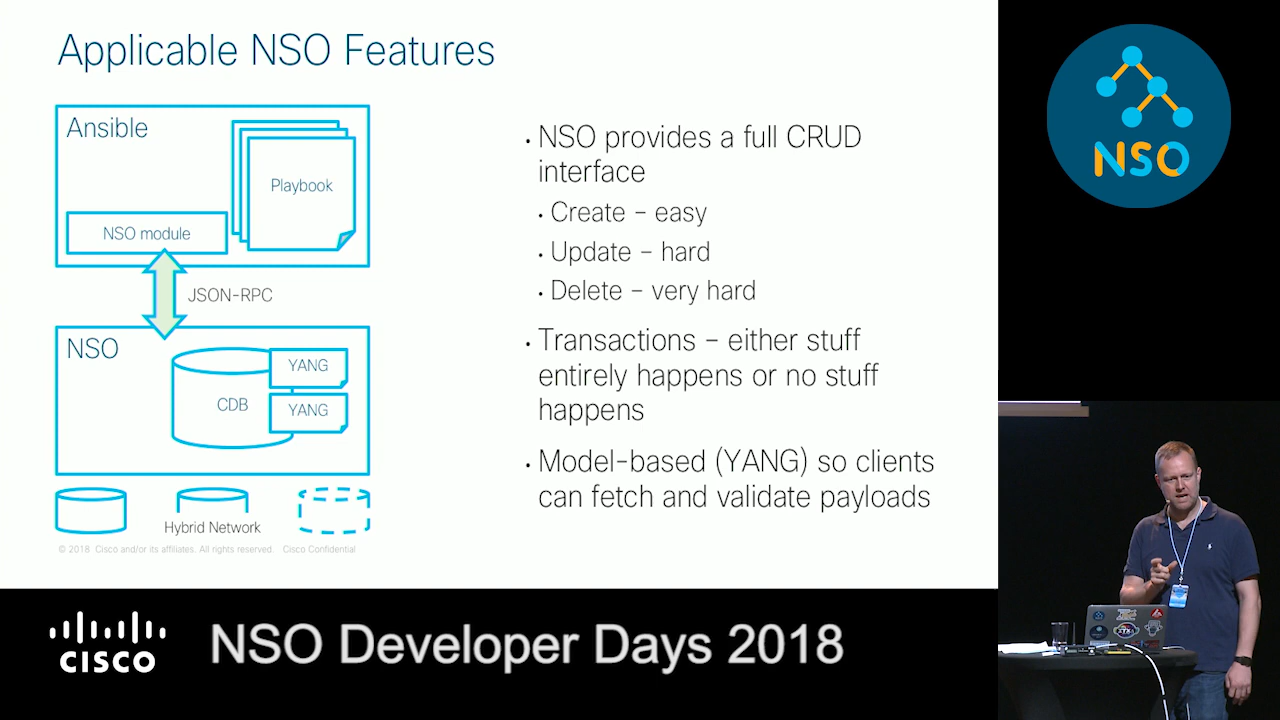 Applicable NSO Features
Ansible
Playbook
NSO module
JSON-RPC
NSO
YANG
CDB
YANG
Hybrid Network
© 2018 Cisco and/or its affiliates. All rights reserved. Cisco Confidential
• NSO provides a full CRUD
interface
• Create – easy
• Update – hard
• Delete – very hard
• Transactions – either stuff
entirely happens or no stuff
happens
• Model-based (YANG) so clients
can fetch and validate payloads
NSO
CISCO
NSO Developer Days 2018